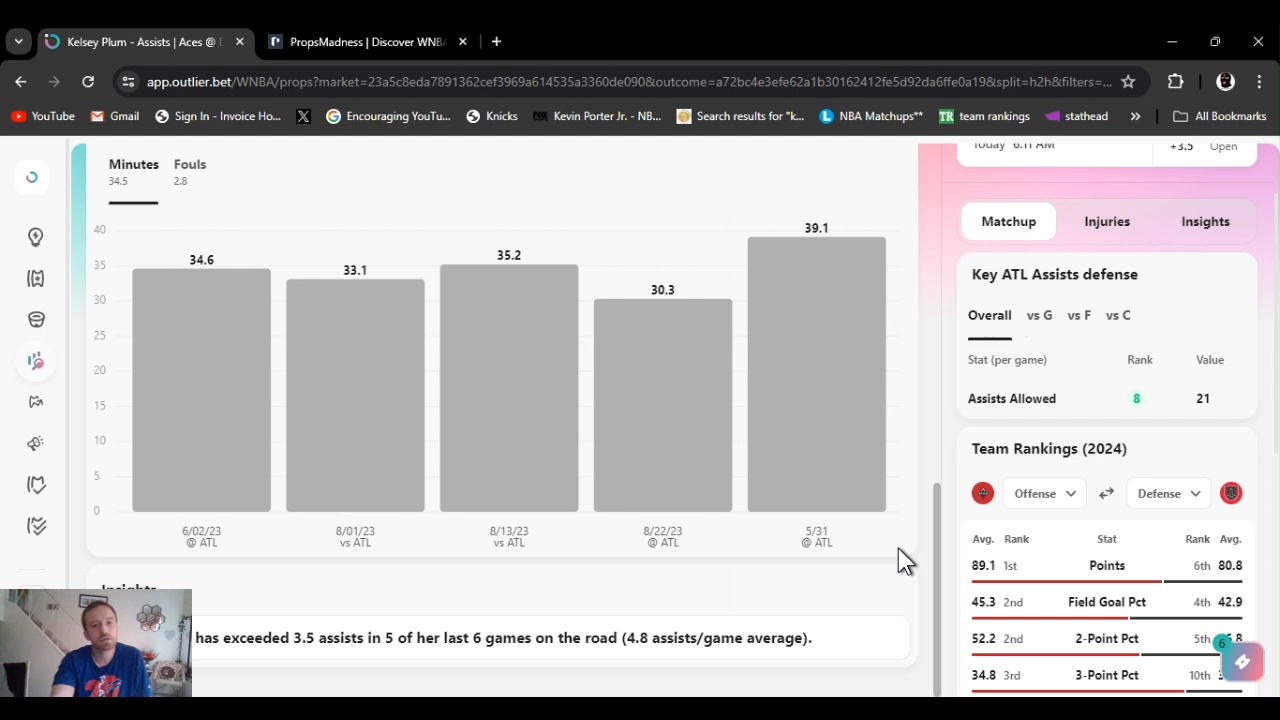 Kelsey Plum - Assists | Aces @
PropsMadness | Discover WNB
app.outlier.bet/WNBA/props?market=23a5c8eda7891362cef3969a614535a3360de090&outcome=a72bc4e3efe62a1b30162412fe5d92da6ffe0a19&split=h2h&filters=...
YouTube Gmail Sign In - Invoice Ho... X Encouraging YouTu... Knicks FOX Kevin Porter Jr. - NB... Search results for "k... NBA Matchups** TR team rankings stathead » All Bookmarks
Minutes Fouls
34.5 2.8
Today 6:11 AM +3.5 Open
Matchup Injuries Insights
40
35
30
25
20
15
10
5
0
34.6 33.1 35.2 30.3 39.1
6/02/23 8/01/23 8/13/23 8/22/23 5/31
@ ATL vs ATL vs ATL @ ATL @ ATL
Key ATL Assists defense
Overall vs G vs F vs C
Stat (per game) Rank Value
Assists Allowed 8 21
Team Rankings (2024)
Offense Defense
Avg. Rank Stat Rank Avg.
89.1 1st Points 6th 80.8
45.3 2nd Field Goal Pct 4th 42.9
52.2 2nd 2-Point Pct 5th
34.8 3rd 3-Point Pct 10th
6
Insights
has exceeded 3.5 assists in 5 of her last 6 games on the road (4.8 assists/game average).